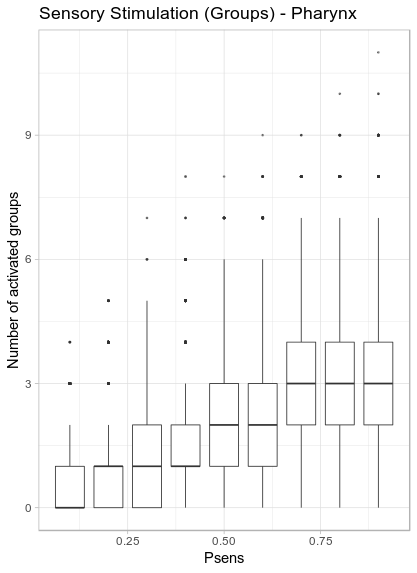 Sensory Stimulation (Groups) - Pharynx
Number of activated groups
9
6
3
0
0.25 0.50 0.75
Psens